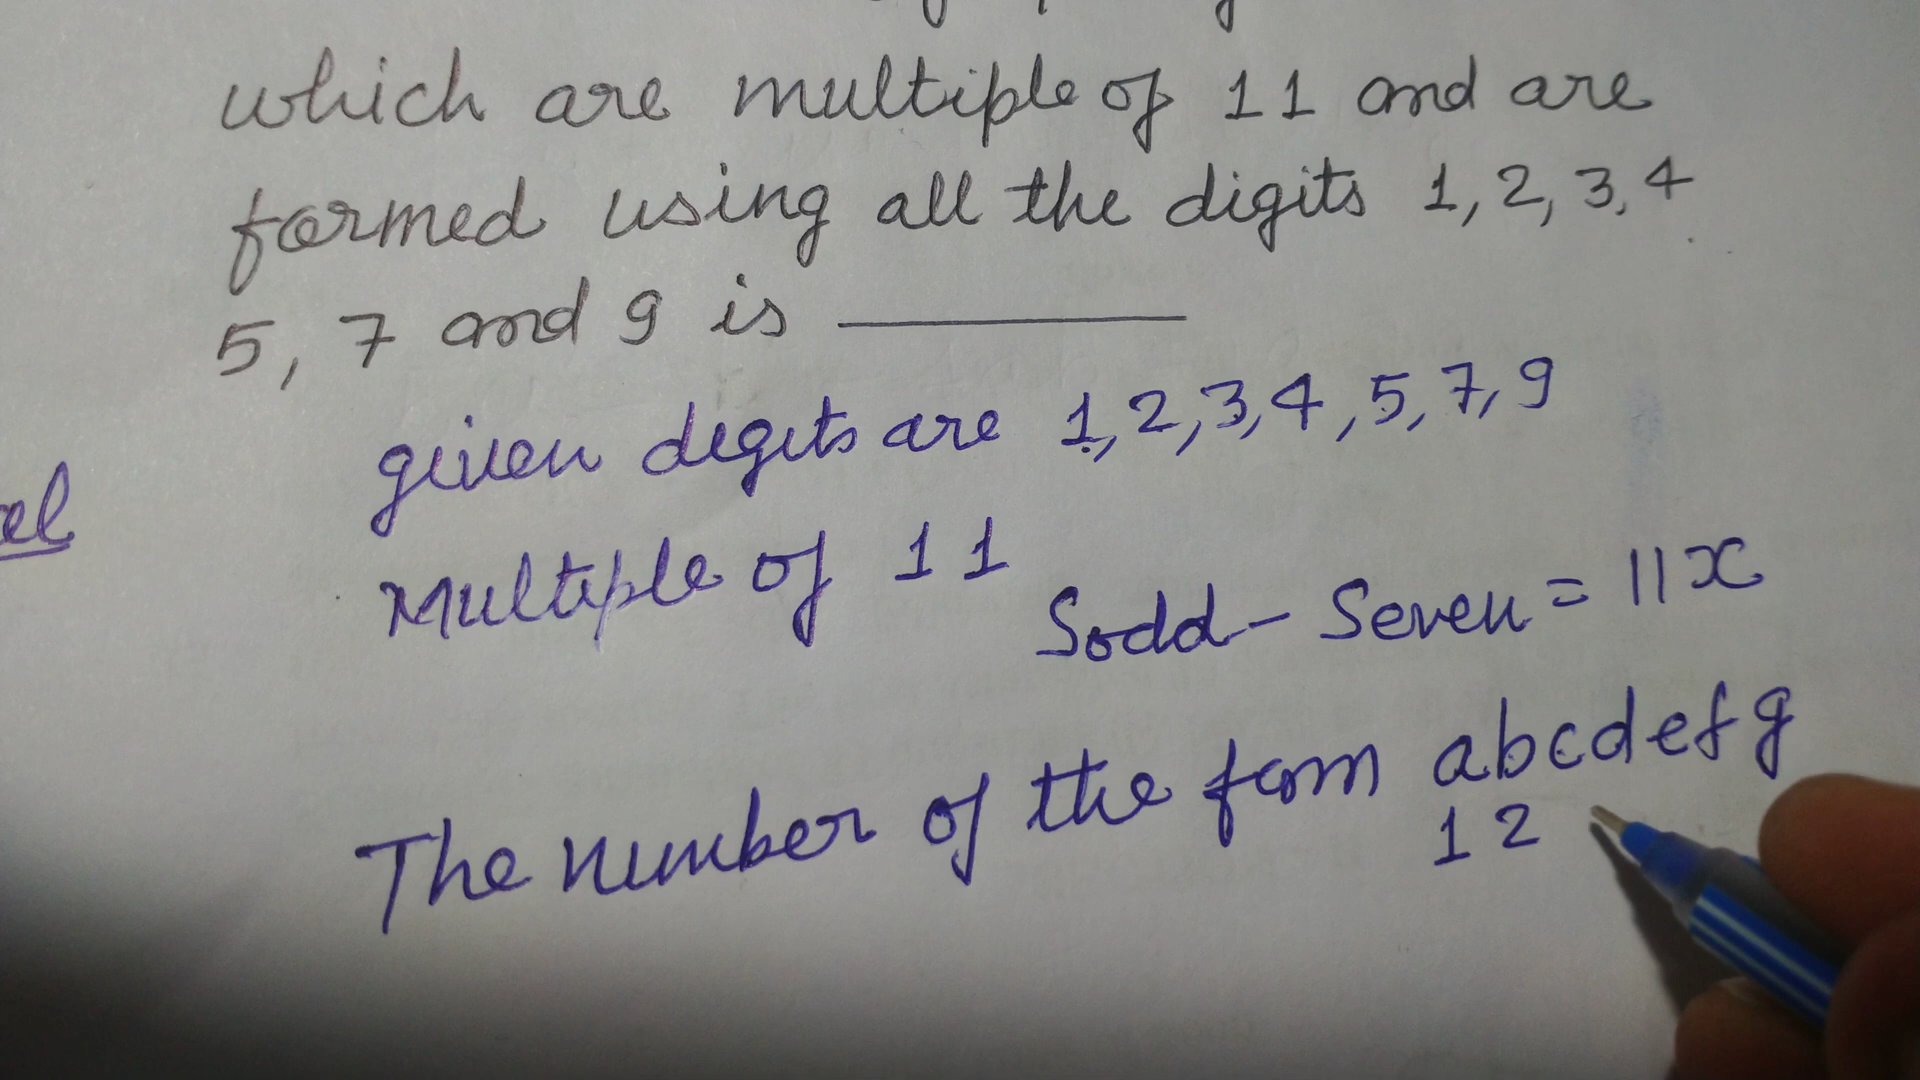 which are multiple of 11 and are
formed using all the digits 1, 2, 3, 4
5, 7 and 9 is ________
given digits are 1, 2, 3, 4, 5, 7, 9
el
Multiple of 11
Sodd - Seven = 11x
The number of the form abcdefg
1 2